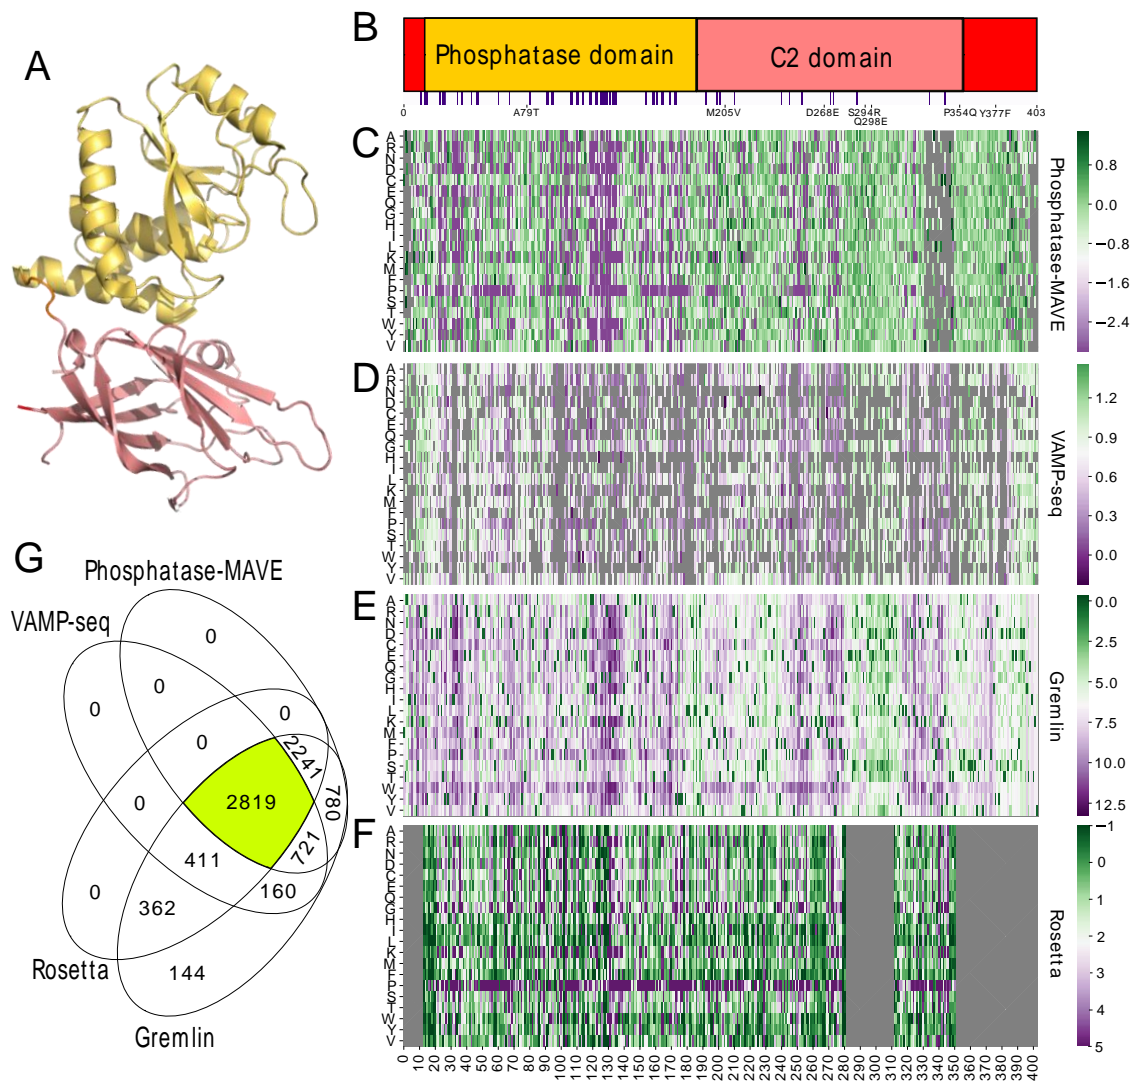 A
B
Phosphatase domain
C2 domain
0
A79T
M205V
D268E
S294R
Q298E
P354Q
Y377F
403
C
A
R
N
D
C
E
Q
G
H
I
L
K
M
F
P
S
T
W
Y
V
0.8
0.0
−0.8
−1.6
−2.4
Phosphatase-MAVE
D
A
R
N
D
C
E
Q
G
H
I
L
K
M
F
P
S
T
W
Y
V
1.2
0.9
0.6
0.3
0.0
VAMP-seq
E
A
R
N
D
C
E
Q
G
H
I
L
K
M
F
P
S
T
W
Y
V
0.0
2.5
5.0
7.5
10.0
12.5
Gremlin
F
A
R
N
D
C
E
Q
G
H
I
L
K
M
F
P
S
T
W
Y
V
−1
0
1
2
3
4
5
Rosetta
0 10 20 30 40 50 60 70 80 90 100 110 120 130 140 150 160 170 180 190 200 210 220 230 240 250 260 270 280 290 300 310 320 330 340 350 360 370 380 390 400
G
Phosphatase-MAVE
VAMP-seq
0
0
0
0
0
2241
780
0
2819
721
411
160
0
362
Rosetta
144
Gremlin